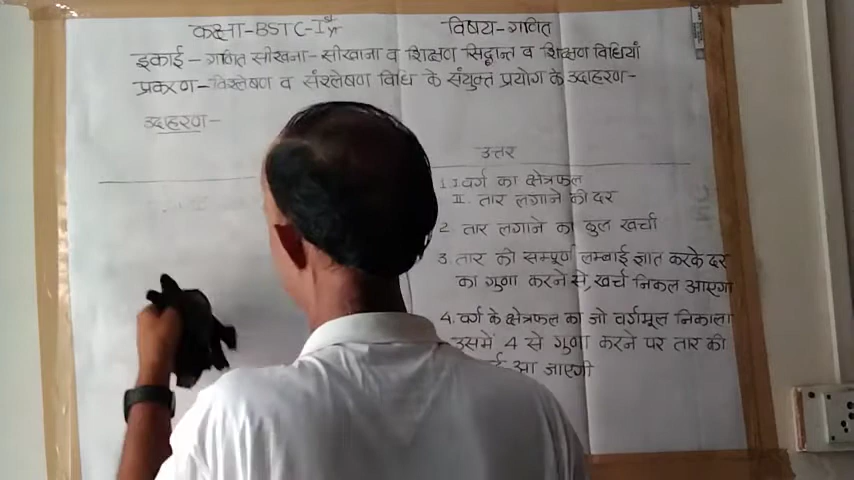 कक्षा-BSTC-Ist yr विषय-गणित
इकाई - गणित सीखना-सीखाना व शिक्षण सिद्धान्त व शिक्षण विधियां
प्रकरण-विश्लेषण व संश्लेषण विधि के संयुक्त प्रयोग के उदाहरण-
उदाहरण-
उत्तर
1. I वर्ग का क्षेत्रफल
II. तार लगाने की दर
2. तार लगाने का कुल खर्चा
3. तार की सम्पूर्ण लम्बाई ज्ञात करके दर
का गुणा करने से खर्च निकल आएगा
4. वर्ग के क्षेत्रफल का जो वर्गमूल निकाला
उसमें 4 से गुणा करने पर तार की
आ जाएगी